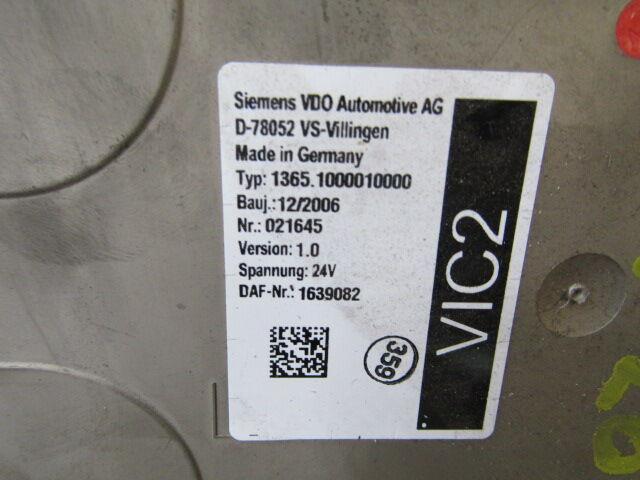 Siemens VDO Automotive AG
D-78052 VS-Villingen
Made in Germany
Typ: 1365.1000010000
Bauj.:12/2006
Nr.: 021645
Version: 1.0
Spannung: 24V
DAF-Nr.: 1639082
359
VIC2